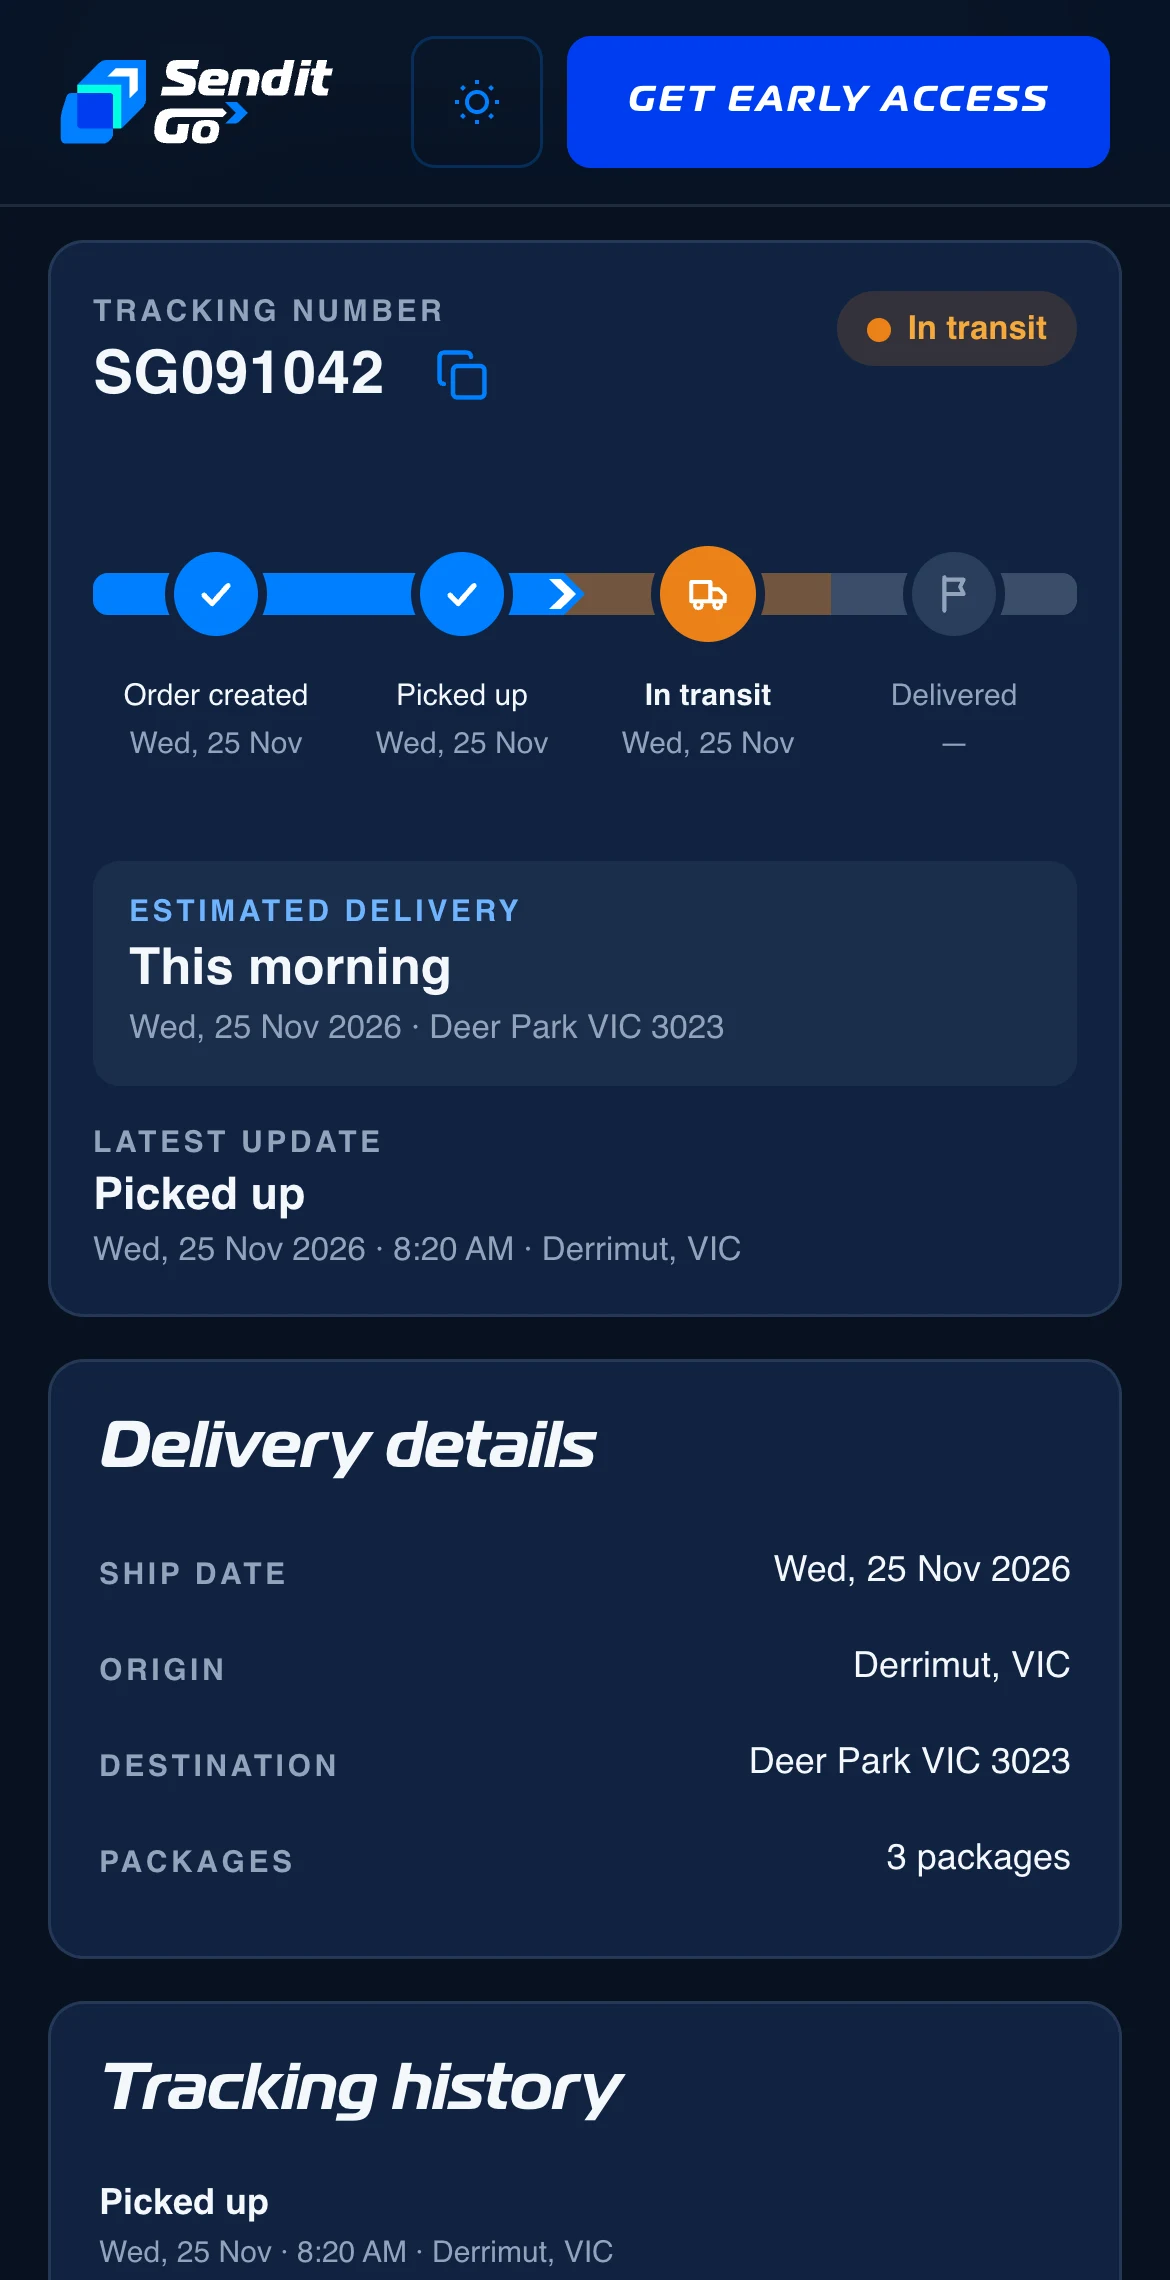 Sendit
Go
GET EARLY ACCESS
TRACKING NUMBER
SG091042
In transit
Order created
Wed, 25 Nov
Picked up
Wed, 25 Nov
In transit
Wed, 25 Nov
Delivered
—
ESTIMATED DELIVERY
This morning
Wed, 25 Nov 2026 · Deer Park VIC 3023
LATEST UPDATE
Picked up
Wed, 25 Nov 2026 · 8:20 AM · Derrimut, VIC
Delivery details
SHIP DATE
Wed, 25 Nov 2026
ORIGIN
Derrimut, VIC
DESTINATION
Deer Park VIC 3023
PACKAGES
3 packages
Tracking history
Picked up
Wed, 25 Nov · 8:20 AM · Derrimut, VIC